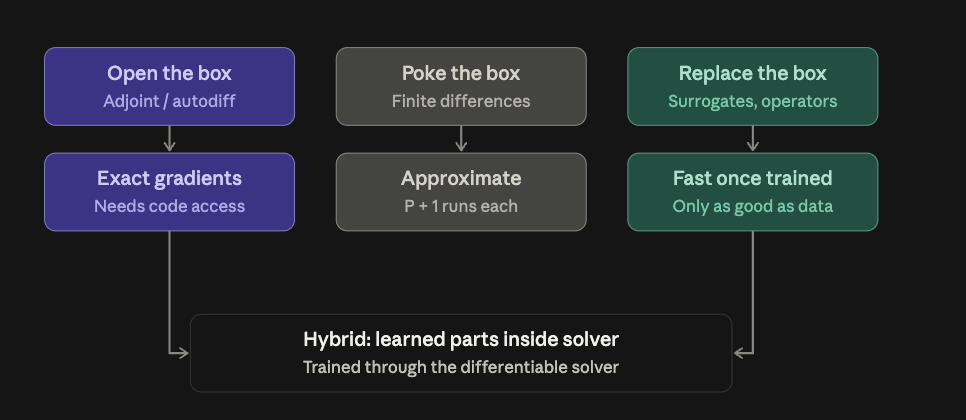 Open the box
Adjoint / autodiff
Poke the box
Finite differences
Replace the box
Surrogates, operators
Exact gradients
Needs code access
Approximate
P + 1 runs each
Fast once trained
Only as good as data
Hybrid: learned parts inside solver
Trained through the differentiable solver